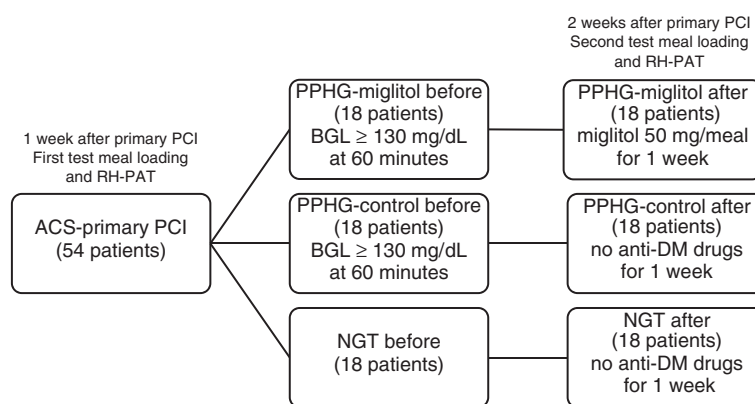 2 weeks after primary PCI
Second test meal loading
and RH-PAT
1 week after primary PCI
First test meal loading
and RH-PAT
ACS-primary PCI
(54 patients)
PPHG-miglitol before
(18 patients)
BGL ≥ 130 mg/dL
at 60 minutes
PPHG-miglitol after
(18 patients)
miglitol 50 mg/meal
for 1 week
PPHG-control before
(18 patients)
BGL ≥ 130 mg/dL
at 60 minutes
PPHG-control after
(18 patients)
no anti-DM drugs
for 1 week
NGT before
(18 patients)
NGT after
(18 patients)
no anti-DM drugs
for 1 week